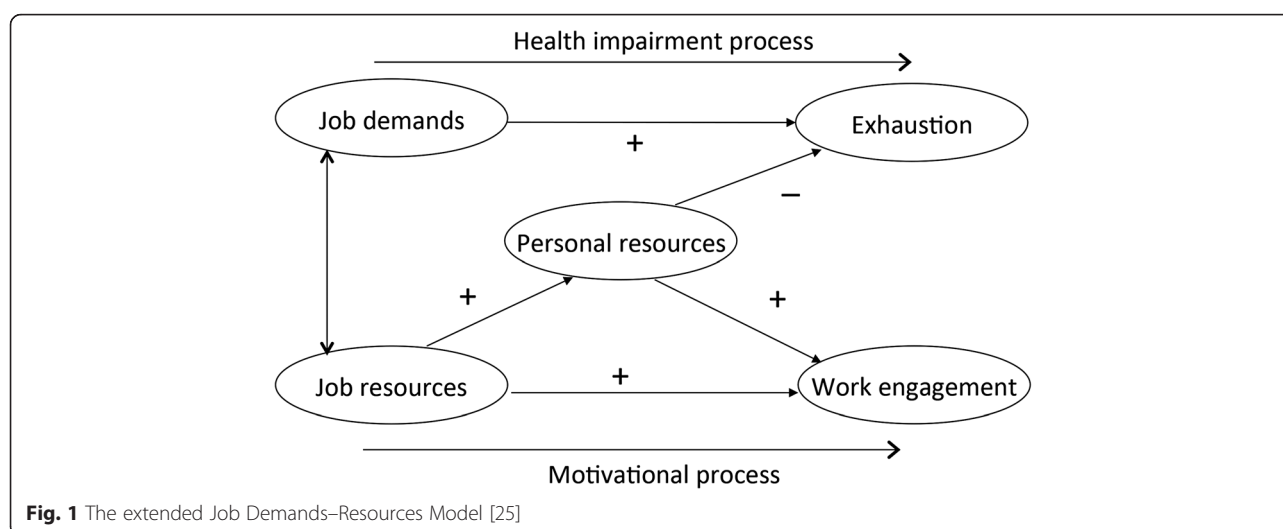 Health impairment process
Job demands
Exhaustion
+
−
Personal resources
+
+
Job resources
+
Work engagement
Motivational process
Fig. 1 The extended Job Demands–Resources Model [25]